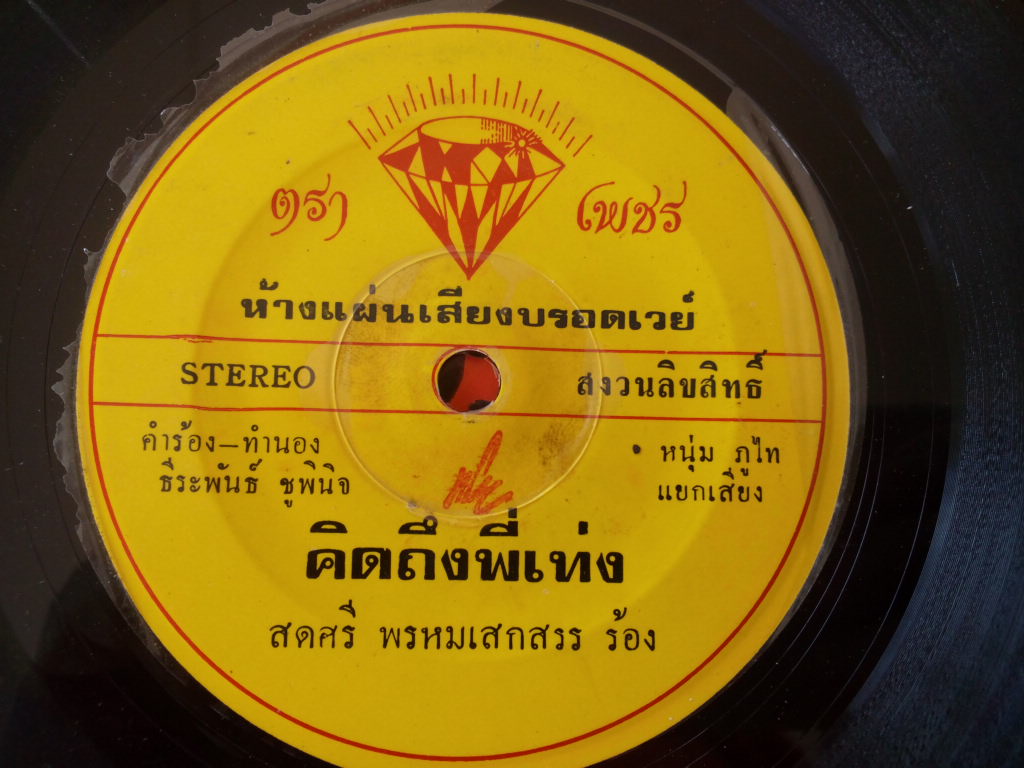 ตรา เพชร
ห้างแผ่นเสียงบรอดเวย์
STEREO สงวนลิขสิทธิ์
คำร้อง–ทำนอง
ธีระพันธ์ ชูพินิจ
หนุ่ม ภูไท
แยกเสียง
คิดถึงพี่เท่ง
สดศรี พรหมเสกสรร ร้อง